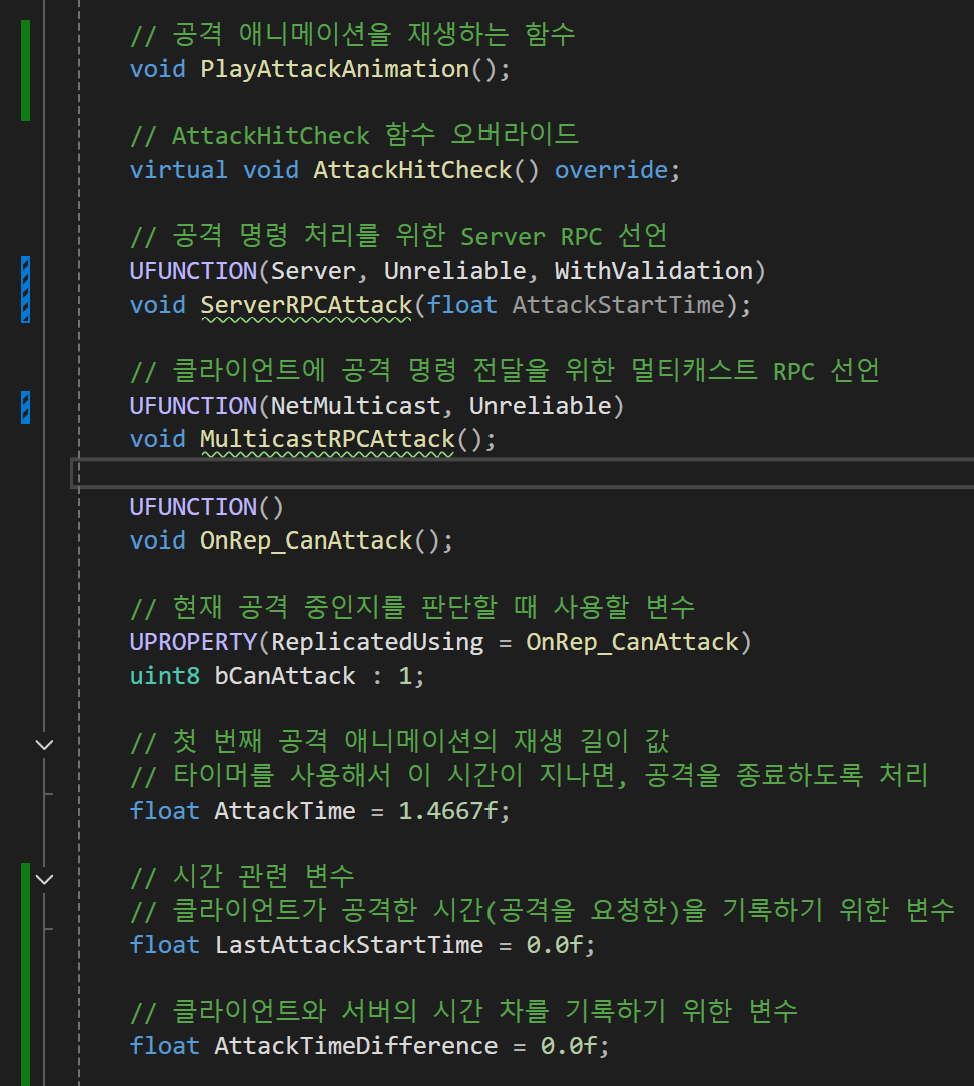 // 공격 애니메이션을 재생하는 함수
void PlayAttackAnimation();
// AttackHitCheck 함수 오버라이드
virtual void AttackHitCheck() override;
// 공격 명령 처리를 위한 Server RPC 선언
UFUNCTION(Server, Unreliable, WithValidation)
void ServerRPCAttack(float AttackStartTime);
// 클라이언트에 공격 명령 전달을 위한 멀티캐스트 RPC 선언
UFUNCTION(NetMulticast, Unreliable)
void MulticastRPCAttack();
UFUNCTION()
void OnRep_CanAttack();
// 현재 공격 중인지를 판단할 때 사용할 변수
UPROPERTY(ReplicatedUsing = OnRep_CanAttack)
uint8 bCanAttack : 1;
// 첫 번째 공격 애니메이션의 재생 길이 값
// 타이머를 사용해서 이 시간이 지나면, 공격을 종료하도록 처리
float AttackTime = 1.4667f;
// 시간 관련 변수
// 클라이언트가 공격한 시간(공격을 요청한)을 기록하기 위한 변수
float LastAttackStartTime = 0.0f;
// 클라이언트와 서버의 시간 차를 기록하기 위한 변수
float AttackTimeDifference = 0.0f;